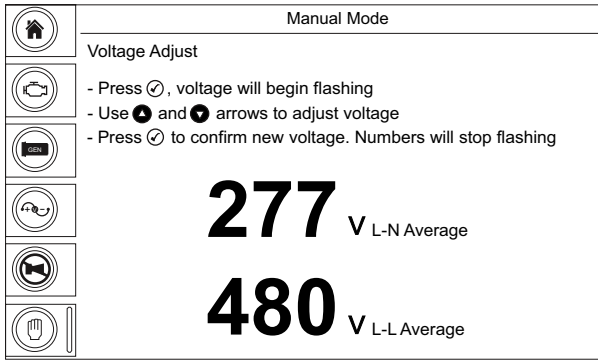 Manual Mode
Voltage Adjust
- Press ✓, voltage will begin flashing
- Use ▲ and ▼ arrows to adjust voltage
- Press ✓ to confirm new voltage. Numbers will stop flashing
GEN
277 V L-N Average
480 V L-L Average